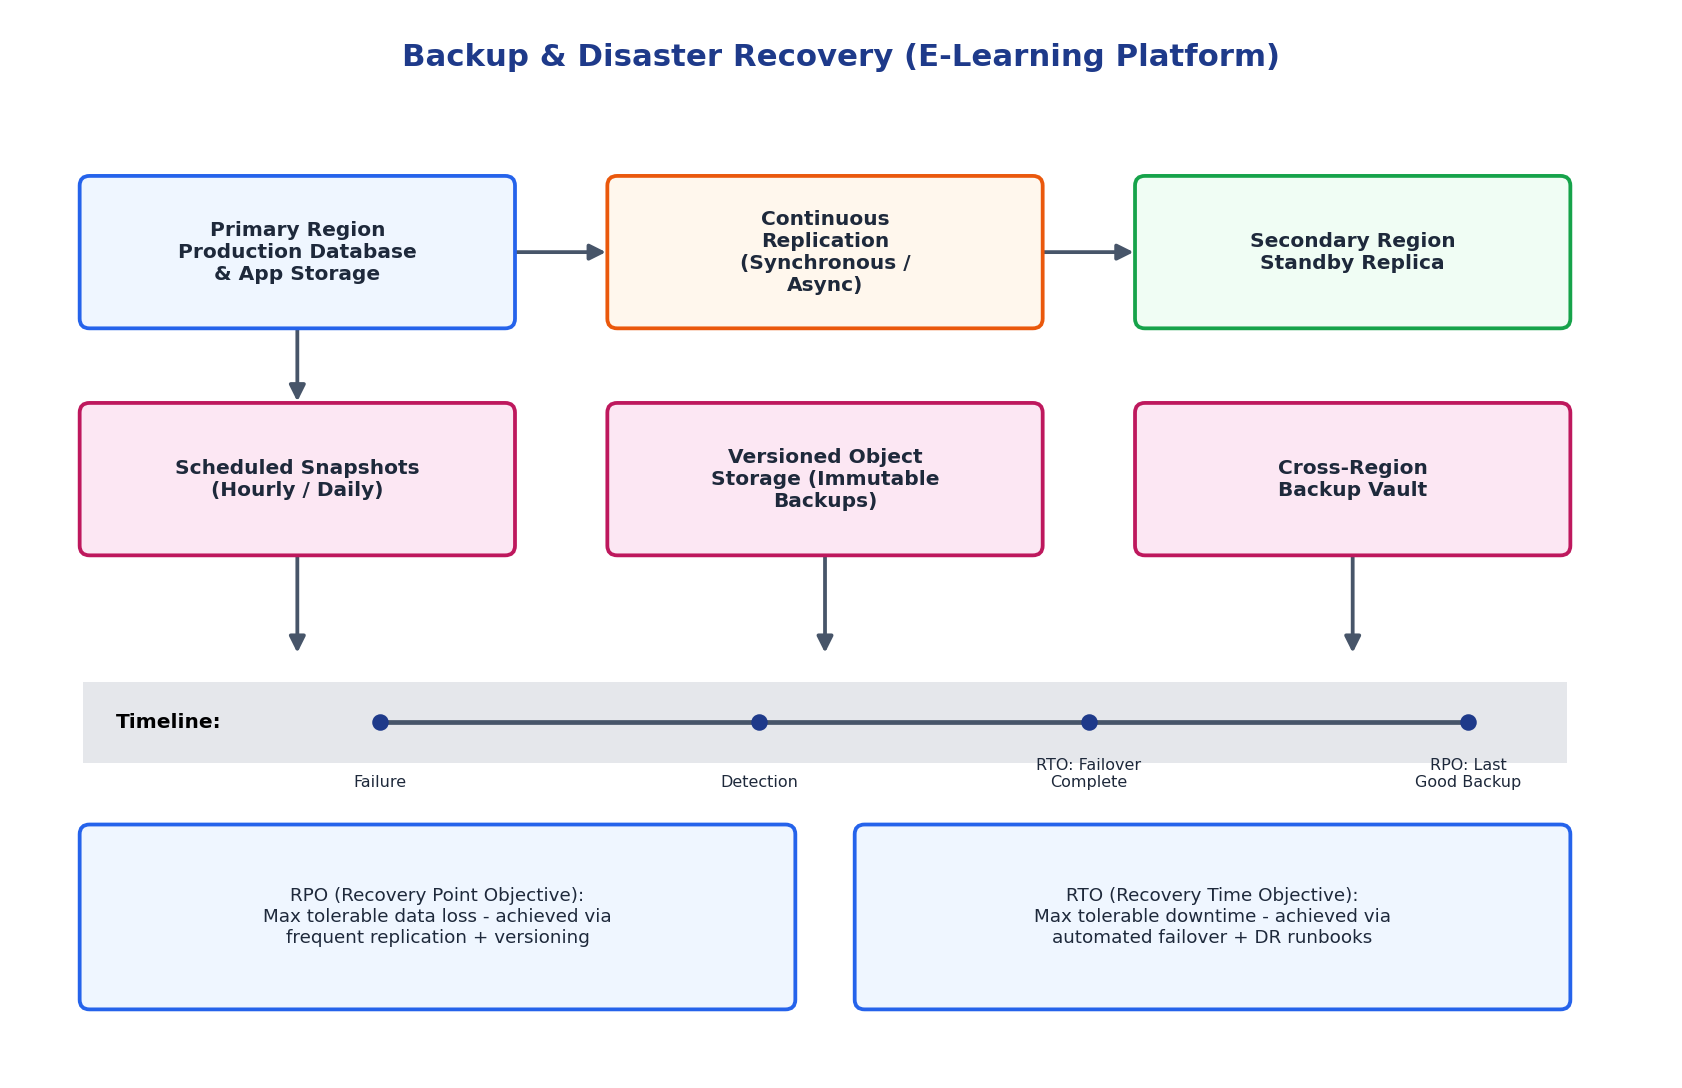 Backup & Disaster Recovery (E-Learning Platform)
Primary Region
Production Database
& App Storage
Continuous
Replication
(Synchronous /
Async)
Secondary Region
Standby Replica
Scheduled Snapshots
(Hourly / Daily)
Versioned Object
Storage (Immutable
Backups)
Cross-Region
Backup Vault
Timeline:
Failure
Detection
RTO: Failover
Complete
RPO: Last
Good Backup
RPO (Recovery Point Objective):
Max tolerable data loss - achieved via
frequent replication + versioning
RTO (Recovery Time Objective):
Max tolerable downtime - achieved via
automated failover + DR runbooks